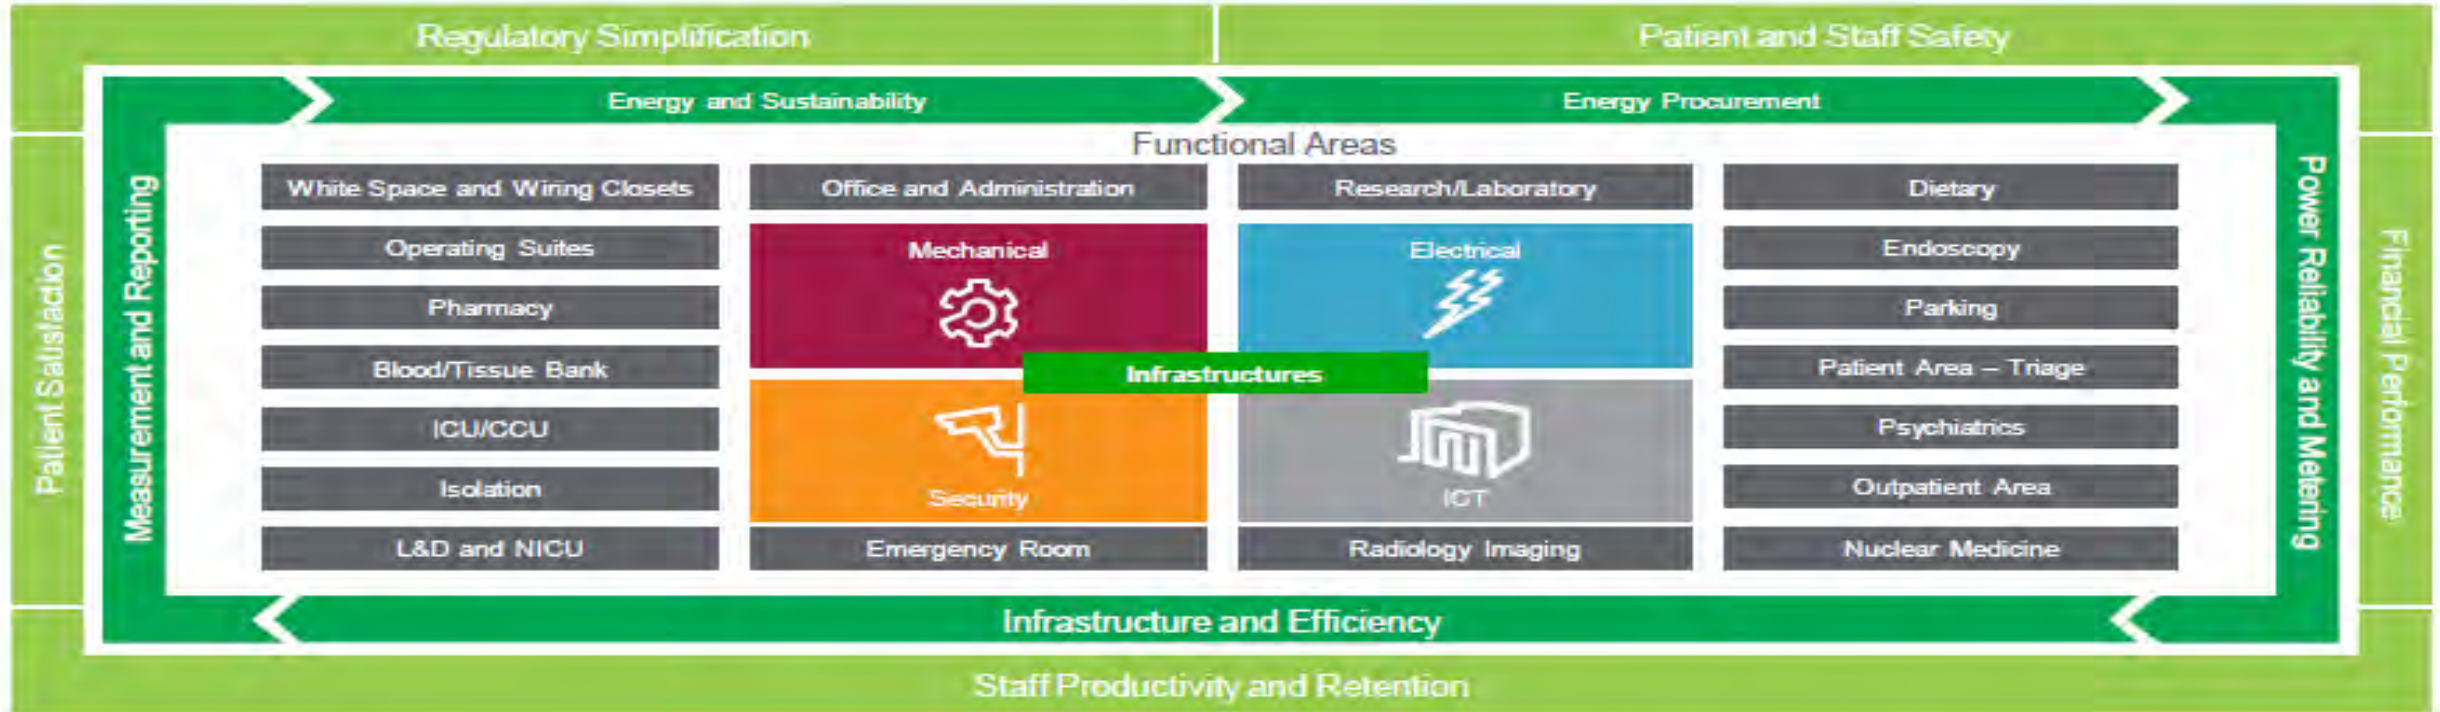 Regulatory Simplification
Patient and Staff Safety
Energy and Sustainability
Energy Procurement
Patient Satisfaction
Measurement and Reporting
Functional Areas
White Space and Wiring Closets
Office and Administration
Research/Laboratory
Dietary
Operating Suites
Mechanical
Electrical
Endoscopy
Pharmacy
Parking
Blood/Tissue Bank
Infrastructures
Patient Area – Triage
ICU/CCU
Psychiatrics
Isolation
Security
ICT
Outpatient Area
L&D and NICU
Emergency Room
Radiology Imaging
Nuclear Medicine
Power Reliability and Metering
Financial Performance
Infrastructure and Efficiency
Staff Productivity and Retention